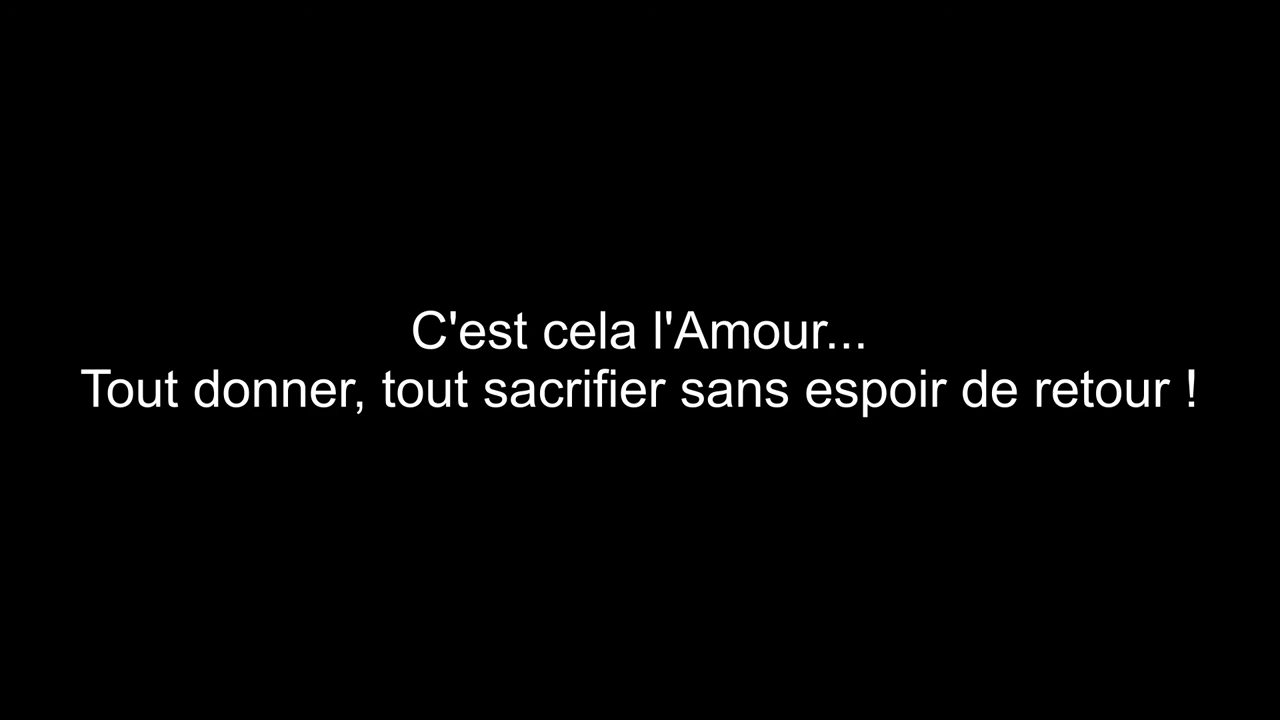 C'est cela l'Amour...
Tout donner, tout sacrifier sans espoir de retour !